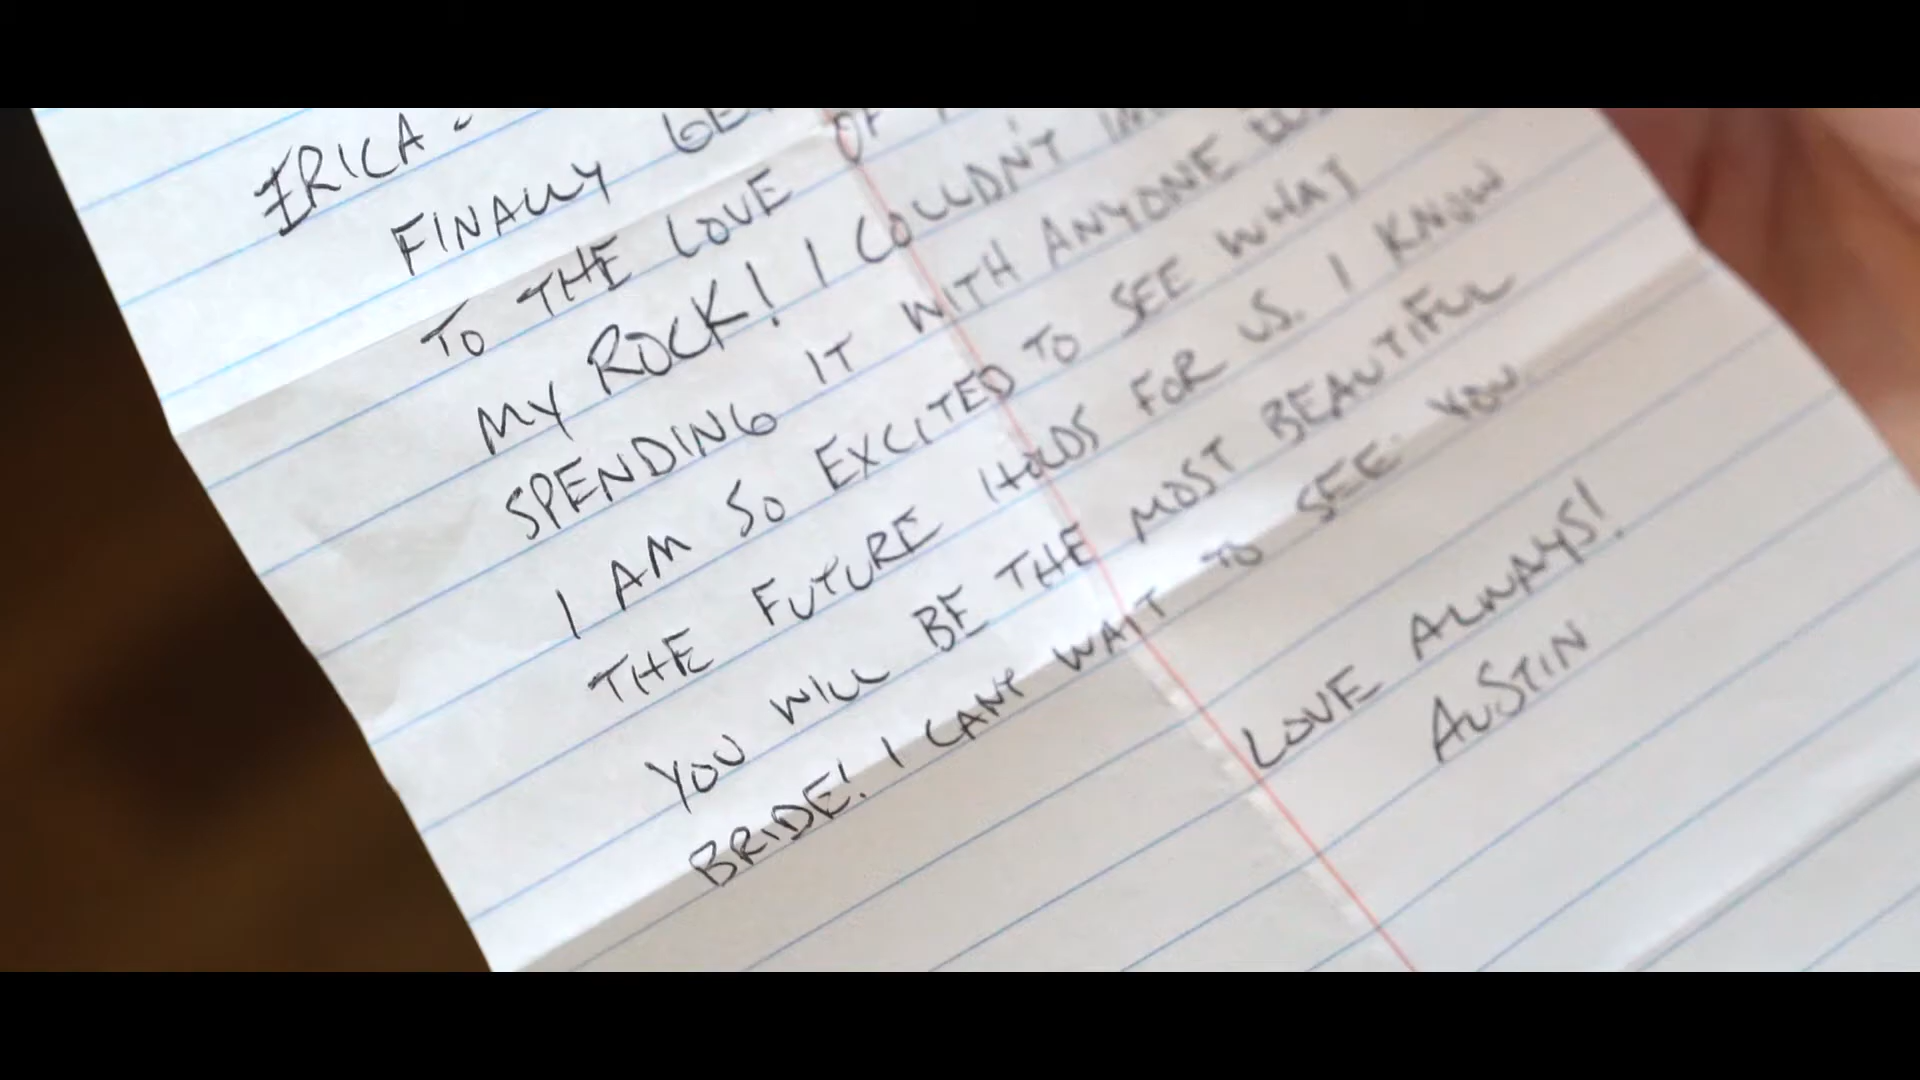 ERICA -
FINALLY
TO THE LOVE OF
MY ROCK! I COULDN'T
SPENDING IT WITH ANYONE
I AM SO EXCITED TO SEE WHAT
THE FUTURE HOLDS FOR US. I KNOW
YOU WILL BE THE MOST BEAUTIFUL
BRIDE! I CANT WAIT TO SEE YOU
LOVE ALWAYS!
AUSTIN